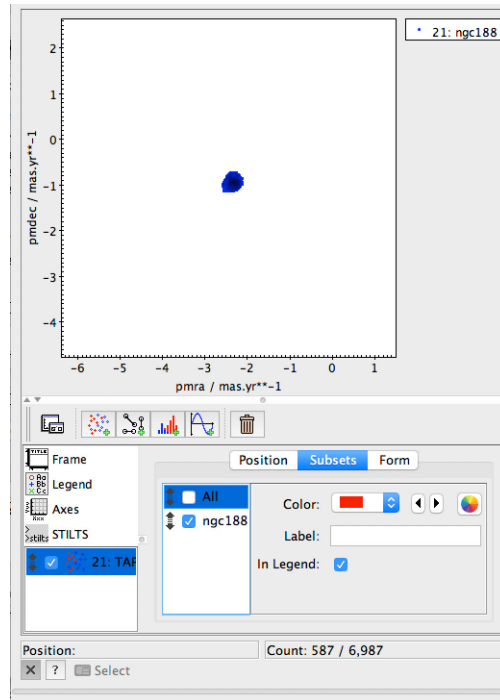 21: ngc188
2
1
0
-1
-2
-3
-4
pmdec / mas.yr**-1
-6 -5 -4 -3 -2 -1 0 1
pmra / mas.yr**-1
TITLE
Frame
Legend
Axes
>stilts STILTS
21: TAP
Position Subsets Form
All
ngc188
Color:
Label:
In Legend:
Position:
Count: 587 / 6,987
Select